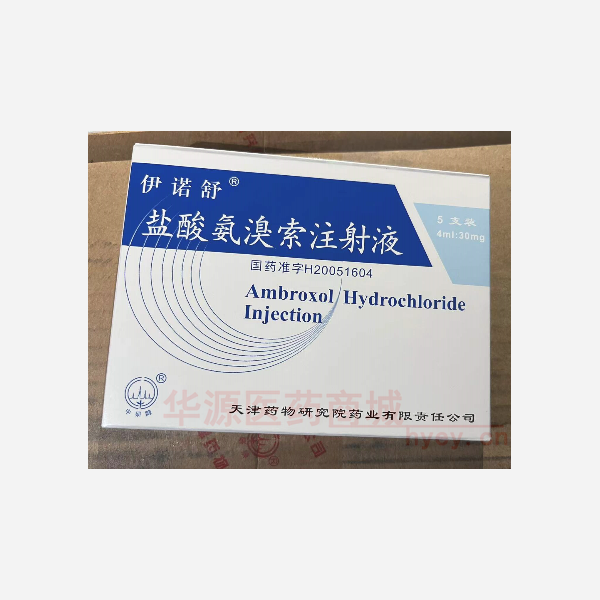 伊诺舒®
盐酸氨溴索注射液
5 支装
4ml:30mg
国药准字H20051604
Ambroxol Hydrochloride
Injection
®
华源医药商城
天津药物研究院药业有限责任公司
hyey.cn